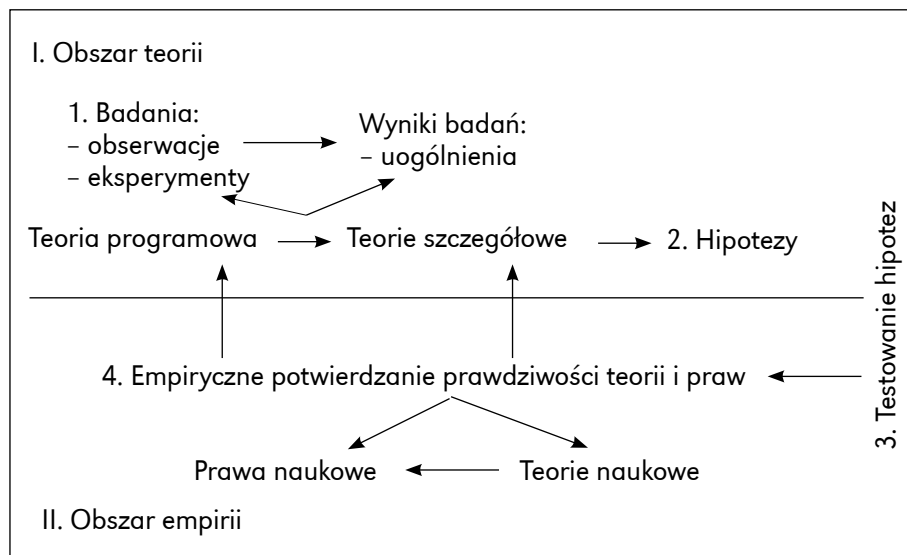 I. Obszar teorii
1. Badania:
– obserwacje
– eksperymenty
Wyniki badań:
– uogólnienia
Teoria programowa
Teorie szczegółowe
2. Hipotezy
3. Testowanie hipotez
4. Empiryczne potwierdzanie prawdziwości teorii i praw
Prawa naukowe
Teorie naukowe
II. Obszar empirii